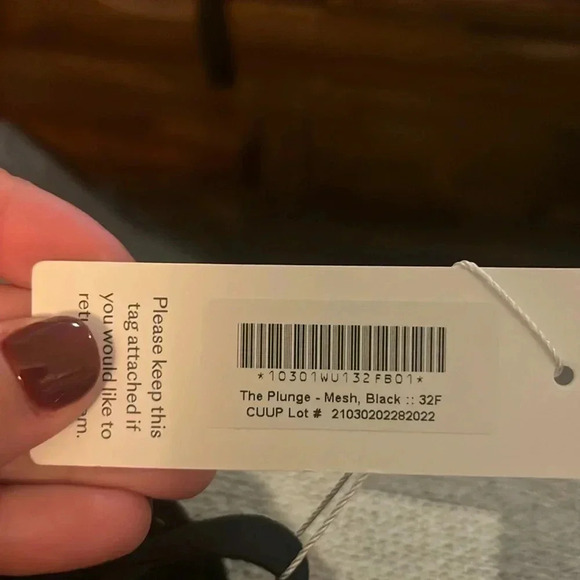 Please keep this
tag attached if
you would like to
*10301WU132FB01*
The Plunge - Mesh, Black :: 32F
CUUP Lot # 21030202282022